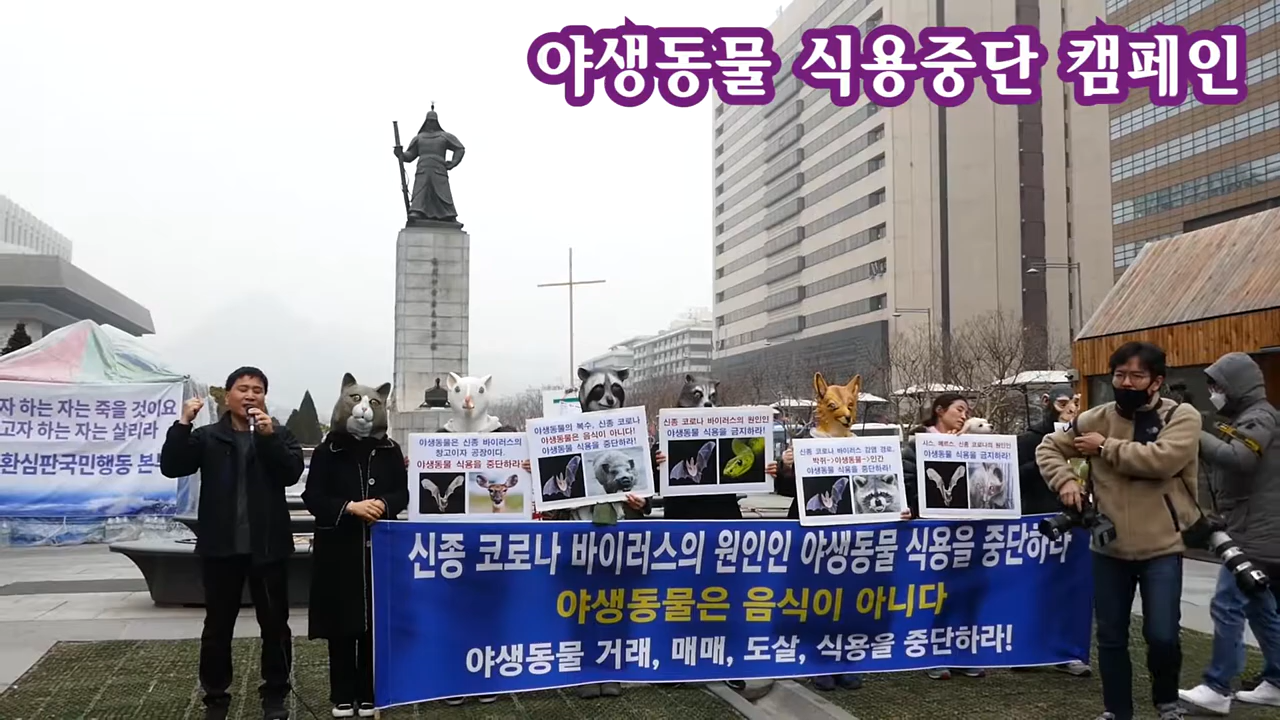 야생동물 식용중단 캠페인
자 하는 자는 죽을 것이요
고자 하는 자는 살리라
환심판국민행동 본부
야생동물은 신종 바이러스
창고이자 공장이다.
야생동물 식용을 중단하라
야생동물의 복수, 신종 코로나
야생동물은 음식이 아니다!
야생동물 식용을 중단하라!
신종 코로나 바이러스의 원인인
야생동물 식용을 금지하라!
신종 코로나 바이러스 감염 경로,
박쥐->야생동물->인간
야생동물 식용을 중단하라!
사스, 메르스, 신종 코로나의 원인
야생동물 식용을 금지하라!
신종 코로나 바이러스의 원인인 야생동물 식용을 중단하라
야생동물은 음식이 아니다
야생동물 거래, 매매, 도살, 식용을 중단하라!